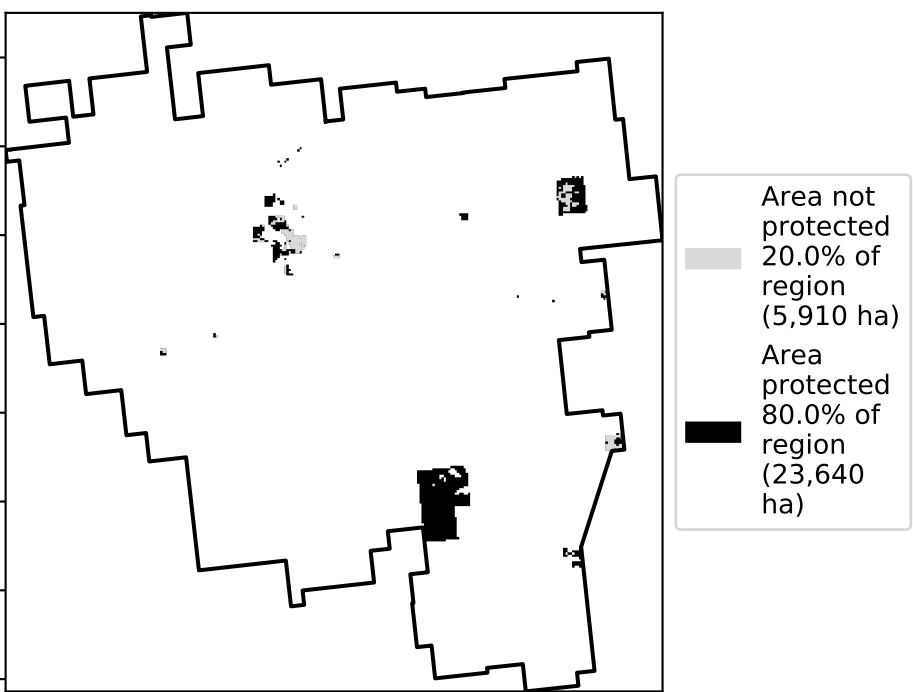 Area not
protected
20.0% of
region
(5,910 ha)
Area
protected
80.0% of
region
(23,640
ha)